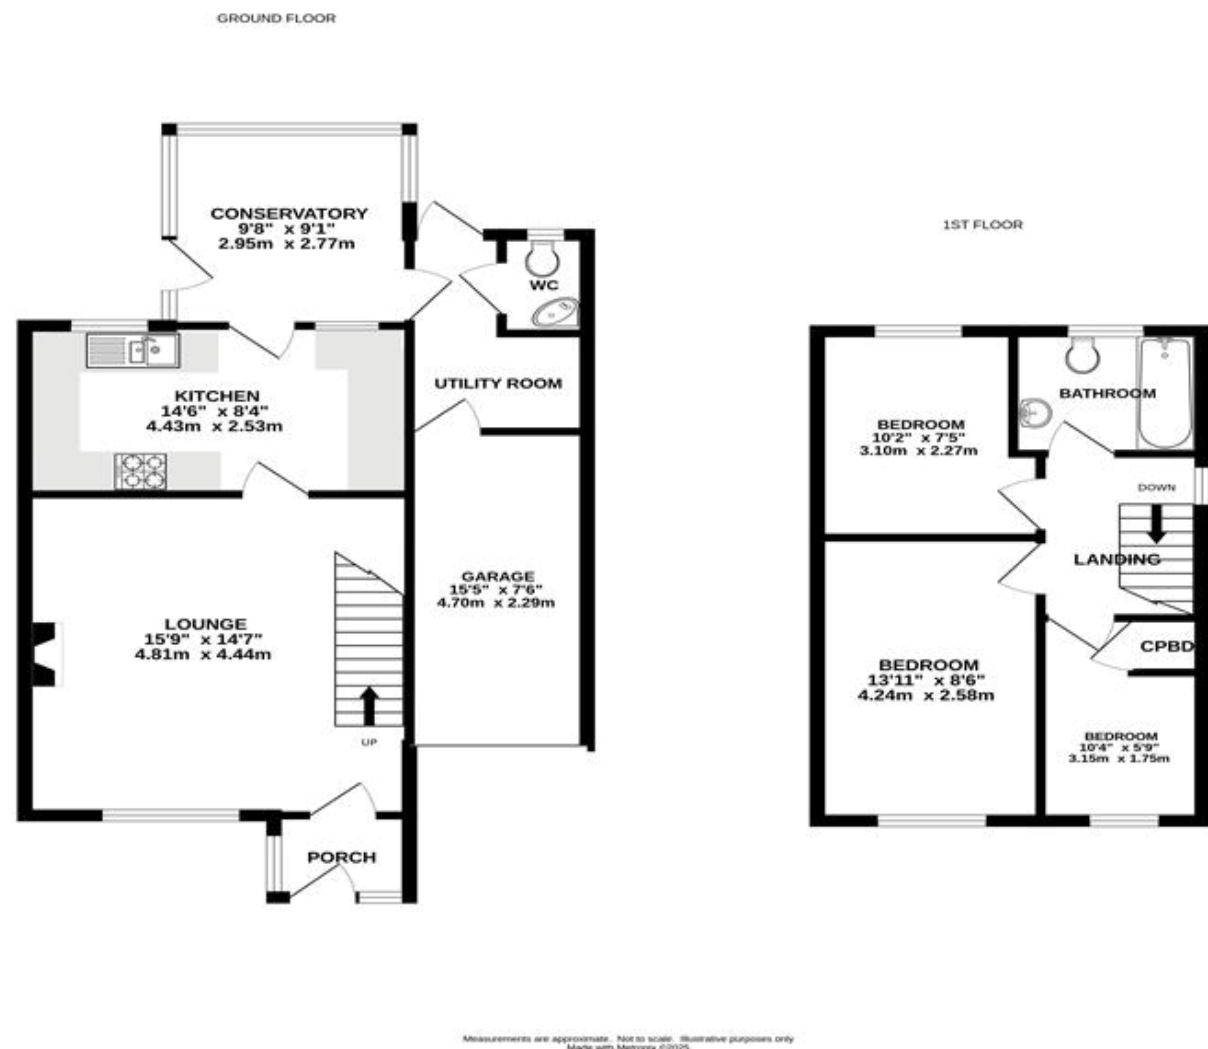 GROUND FLOOR
CONSERVATORY
9'8" x 9'1"
2.95m x 2.77m
WC
KITCHEN
14'6" x 8'4"
4.43m x 2.53m
UTILITY ROOM
GARAGE
15'5" x 7'6"
4.70m x 2.29m
LOUNGE
15'9" x 14'7"
4.81m x 4.44m
UP
PORCH
1ST FLOOR
BATHROOM
BEDROOM
10'2" x 7'5"
3.10m x 2.27m
DOWN
LANDING
CPBD
BEDROOM
13'11" x 8'6"
4.24m x 2.58m
BEDROOM
10'4" x 5'9"
3.15m x 1.75m
Measurements are approximate. Not to scale. Illustrative purposes only
Made with Metropix ©2025